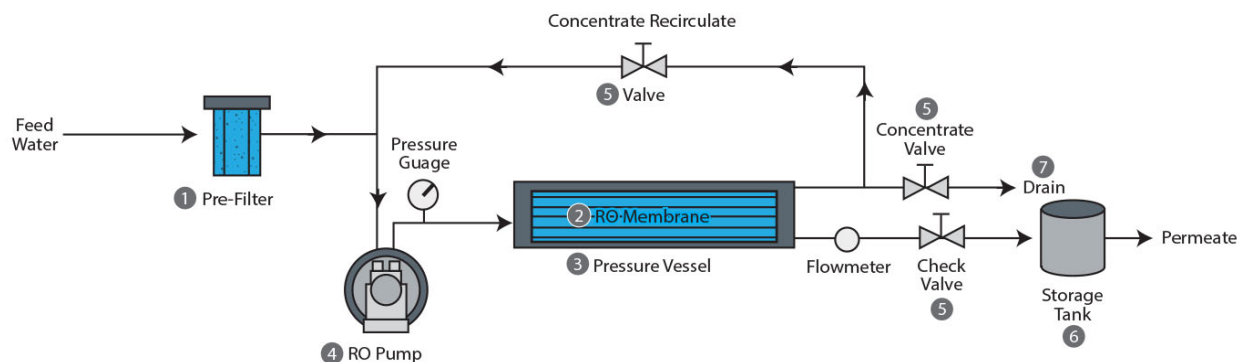 Concentrate Recirculate
5 Valve
Feed
Water
1 Pre-Filter
Pressure
Guage
4 RO Pump
2 RO Membrane
3 Pressure Vessel
5
Concentrate
Valve
7
Drain
Flowmeter
Check
Valve
5
Storage
Tank
6
Permeate